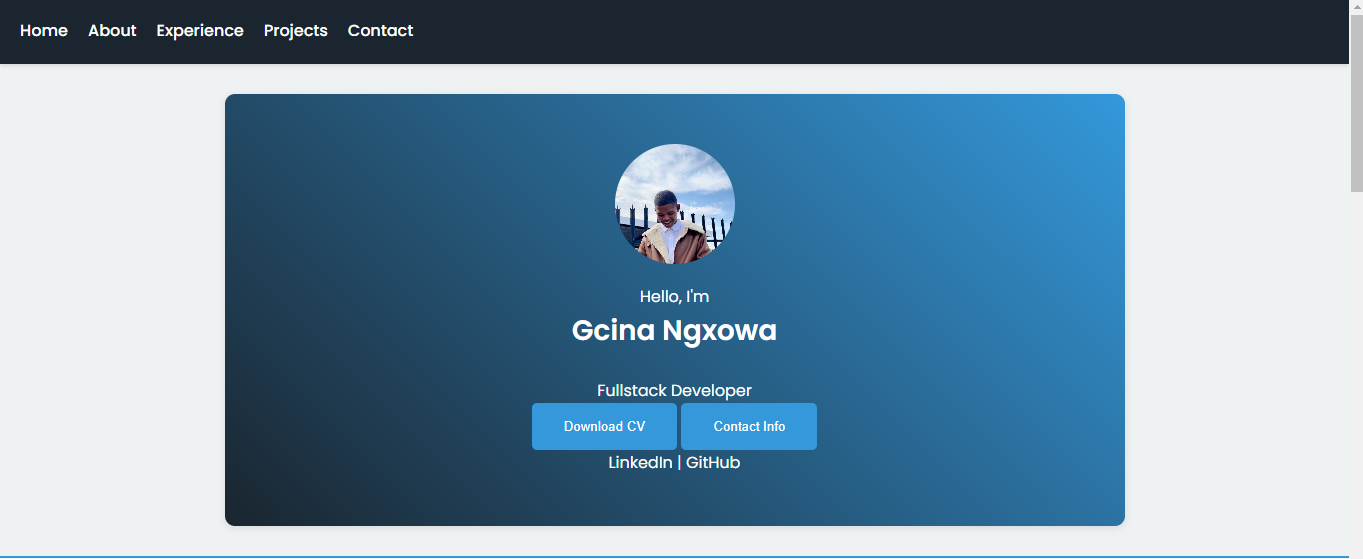 Home About Experience Projects Contact
Hello, I'm
Gcina Ngxowa
Fullstack Developer
Download CV Contact Info
LinkedIn | GitHub